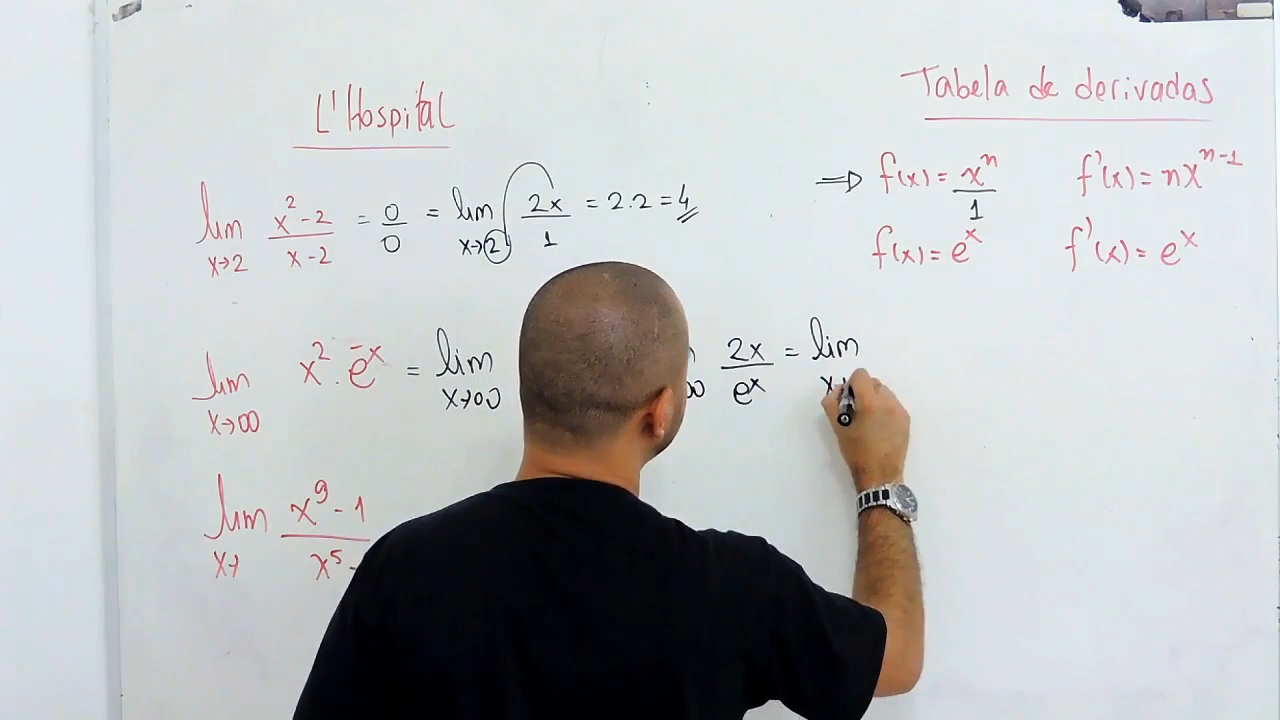 L'Hospital
Tabela de derivadas
lim x→2 x²-2 / x-2 = 0/0 = lim x→2 2x/1 = 2.2 = 4
⇒ f(x) = xⁿ/1 f'(x) = nxⁿ⁻¹
f(x) = eˣ f'(x) = eˣ
lim x→∞ x² . e⁻ˣ = lim x→∞ 2x/eˣ = lim
lim x→ x⁹-1 / x⁵